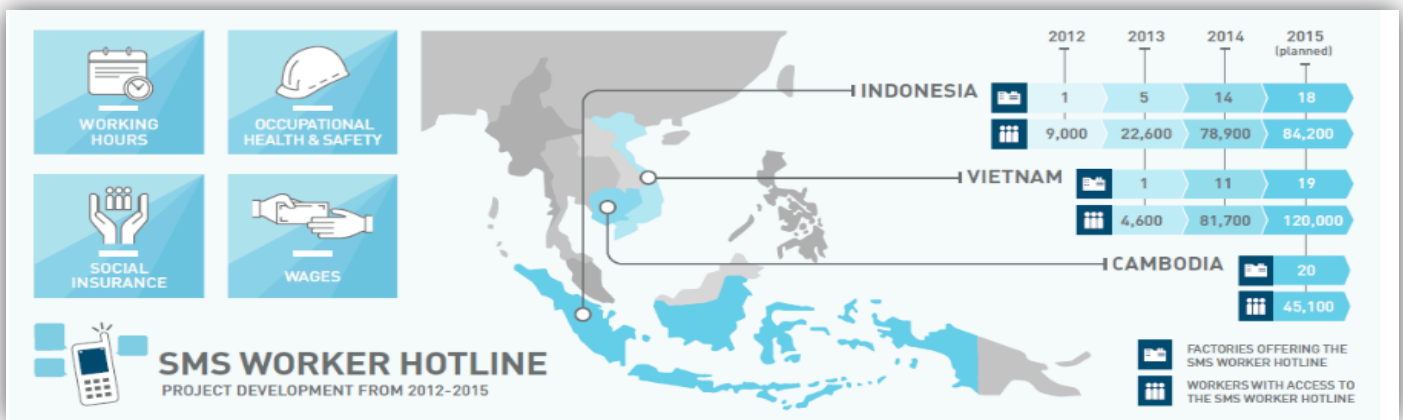 WORKING
HOURS
OCCUPATIONAL
HEALTH & SAFETY
SOCIAL
INSURANCE
WAGES
SMS WORKER HOTLINE
PROJECT DEVELOPMENT FROM 2012-2015
2012 2013 2014 2015
(planned)
INDONESIA 1 5 14 18
9,000 22,600 78,900 84,200
VIETNAM 1 11 19
4,600 81,700 120,000
CAMBODIA 20
45,100
FACTORIES OFFERING THE
SMS WORKER HOTLINE
WORKERS WITH ACCESS TO
THE SMS WORKER HOTLINE